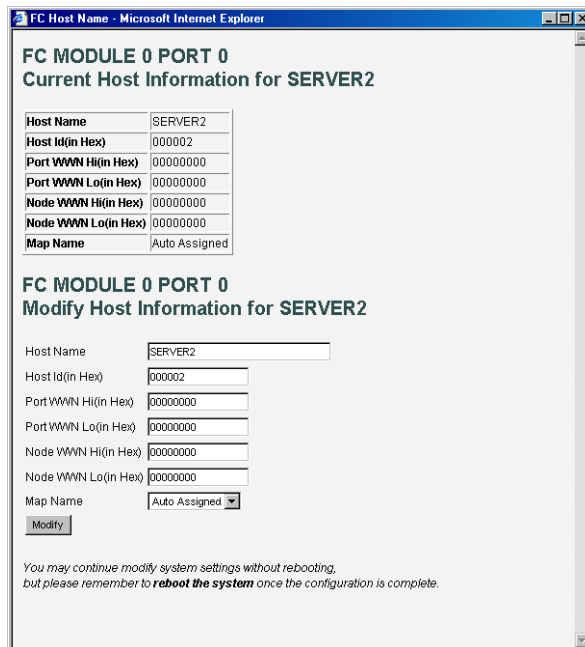 FC Host Name - Microsoft Internet Explorer
FC MODULE 0 PORT 0
Current Host Information for SERVER2
Host Name SERVER2
Host Id(in Hex) 000002
Port WWN Hi(in Hex) 00000000
Port WWN Lo(in Hex) 00000000
Node WWN Hi(in Hex) 00000000
Node WWN Lo(in Hex) 00000000
Map Name Auto Assigned
FC MODULE 0 PORT 0
Modify Host Information for SERVER2
Host Name SERVER2
Host Id(in Hex) 000002
Port WWN Hi(in Hex) 00000000
Port WWN Lo(in Hex) 00000000
Node WWN Hi(in Hex) 00000000
Node WWN Lo(in Hex) 00000000
Map Name Auto Assigned
Modify
You may continue modify system settings without rebooting,
but please remember to reboot the system once the configuration is complete.